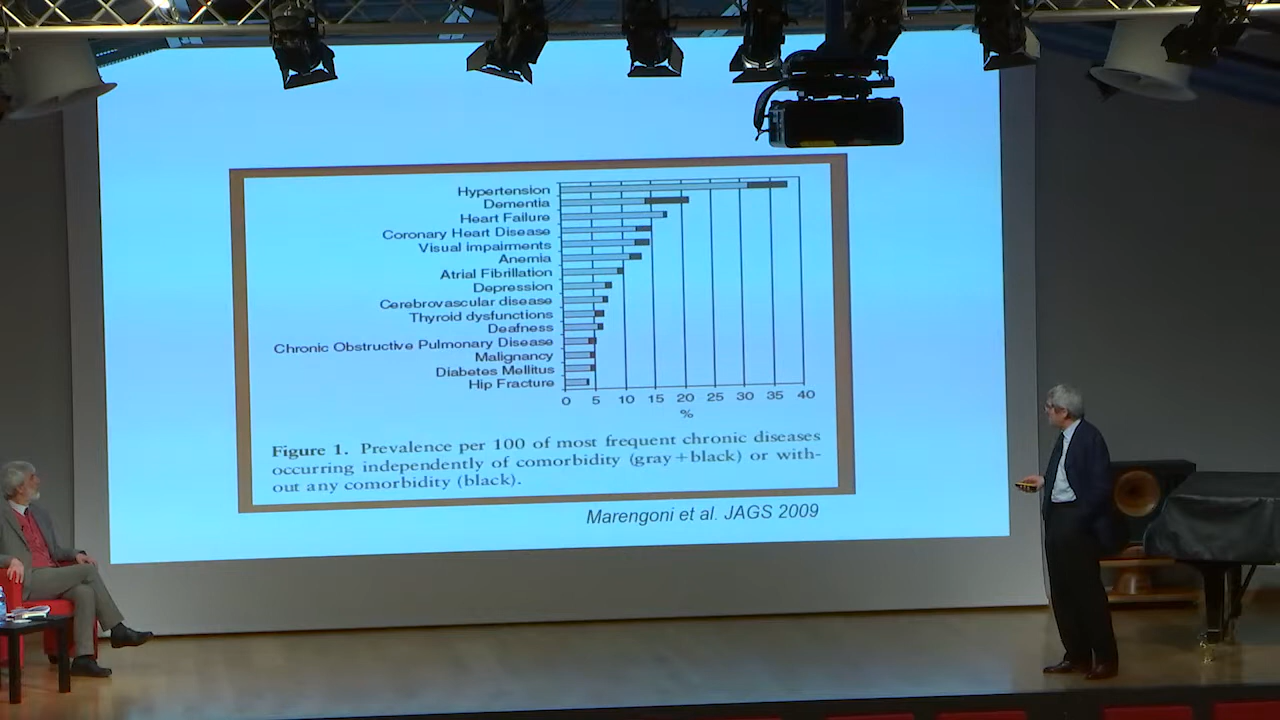 Hypertension
Dementia
Heart Failure
Coronary Heart Disease
Visual impairments
Anemia
Atrial Fibrillation
Depression
Cerebrovascular disease
Thyroid dysfunctions
Deafness
Chronic Obstructive Pulmonary Disease
Malignancy
Diabetes Mellitus
Hip Fracture
0 5 10 15 20 25 30 35 40
%
Figure 1. Prevalence per 100 of most frequent chronic diseases
occurring independently of comorbidity (gray+black) or with-
out any comorbidity (black).
Marengoni et al. JAGS 2009